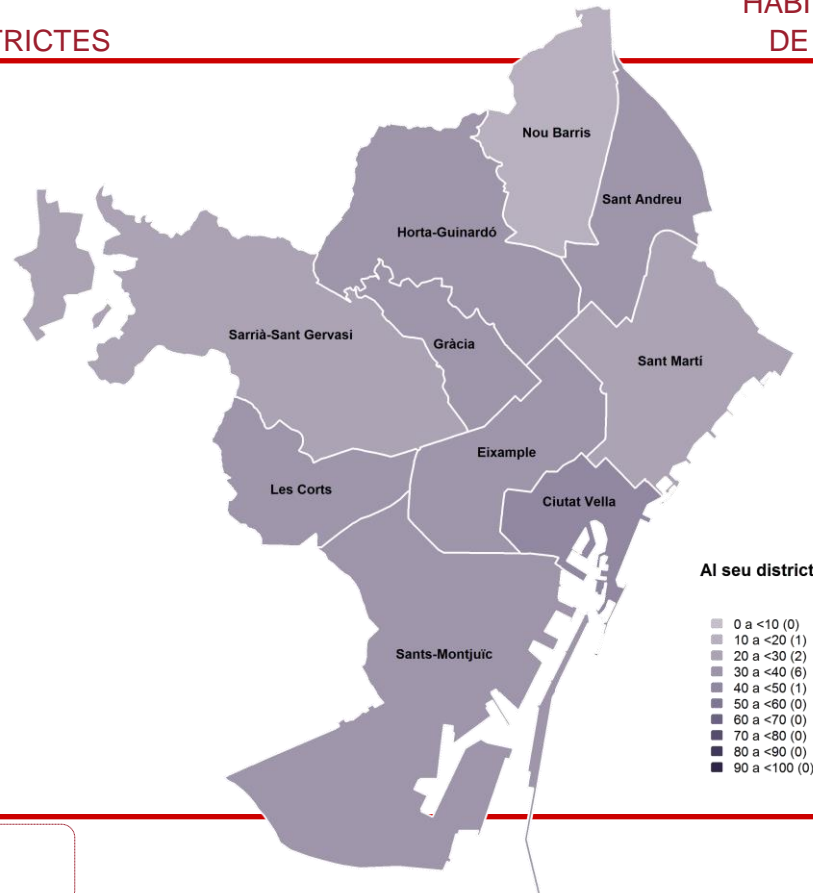 HABI
TRICTES
DE
Nou Barris
Sant Andreu
Horta-Guinardó
Sarrià-Sant Gervasi
Gràcia
Sant Martí
Eixample
Les Corts
Ciutat Vella
Al seu district
Sants-Montjuïc
0 a <10 (0)
10 a <20 (1)
20 a <30 (2)
30 a <40 (6)
40 a <50 (1)
50 a <60 (0)
60 a <70 (0)
70 a <80 (0)
80 a <90 (0)
90 a <100 (0)